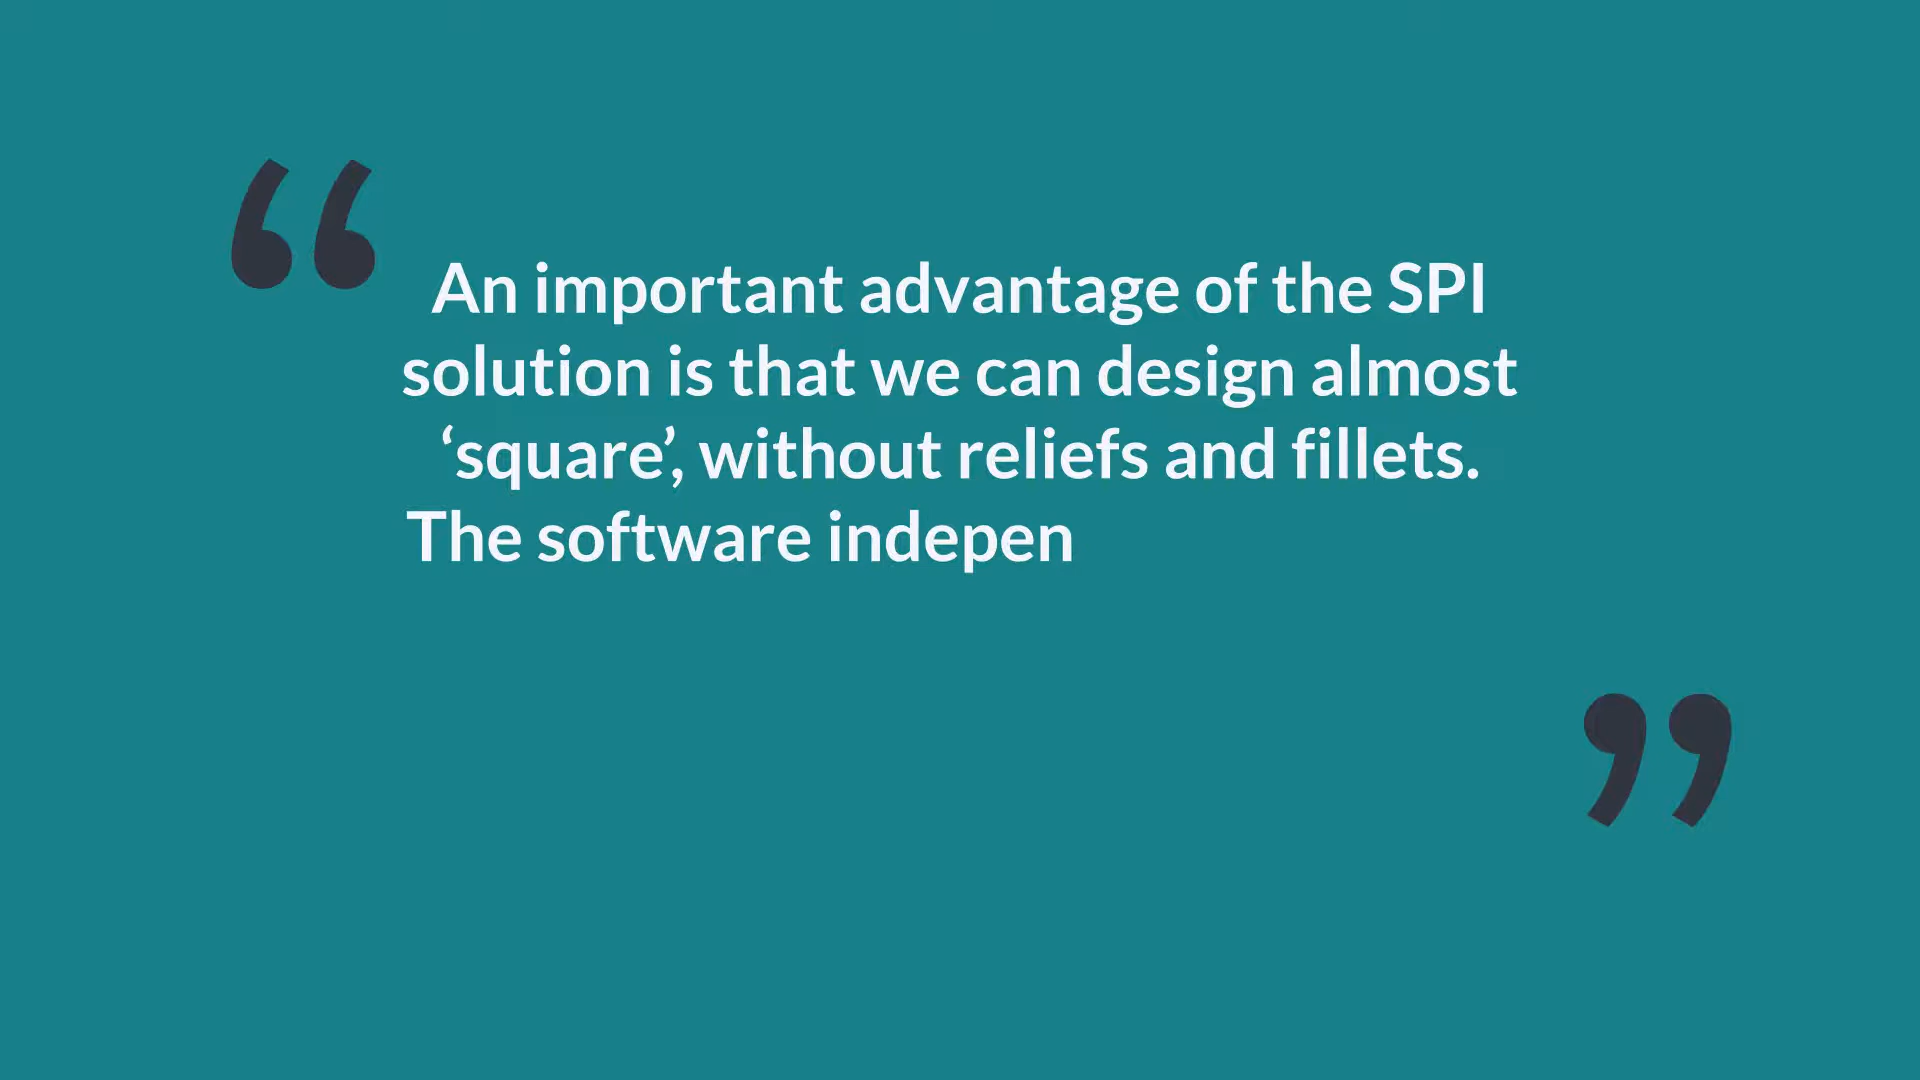 An important advantage of the SPI
solution is that we can design almost
‘square’, without reliefs and fillets.
The software indepen